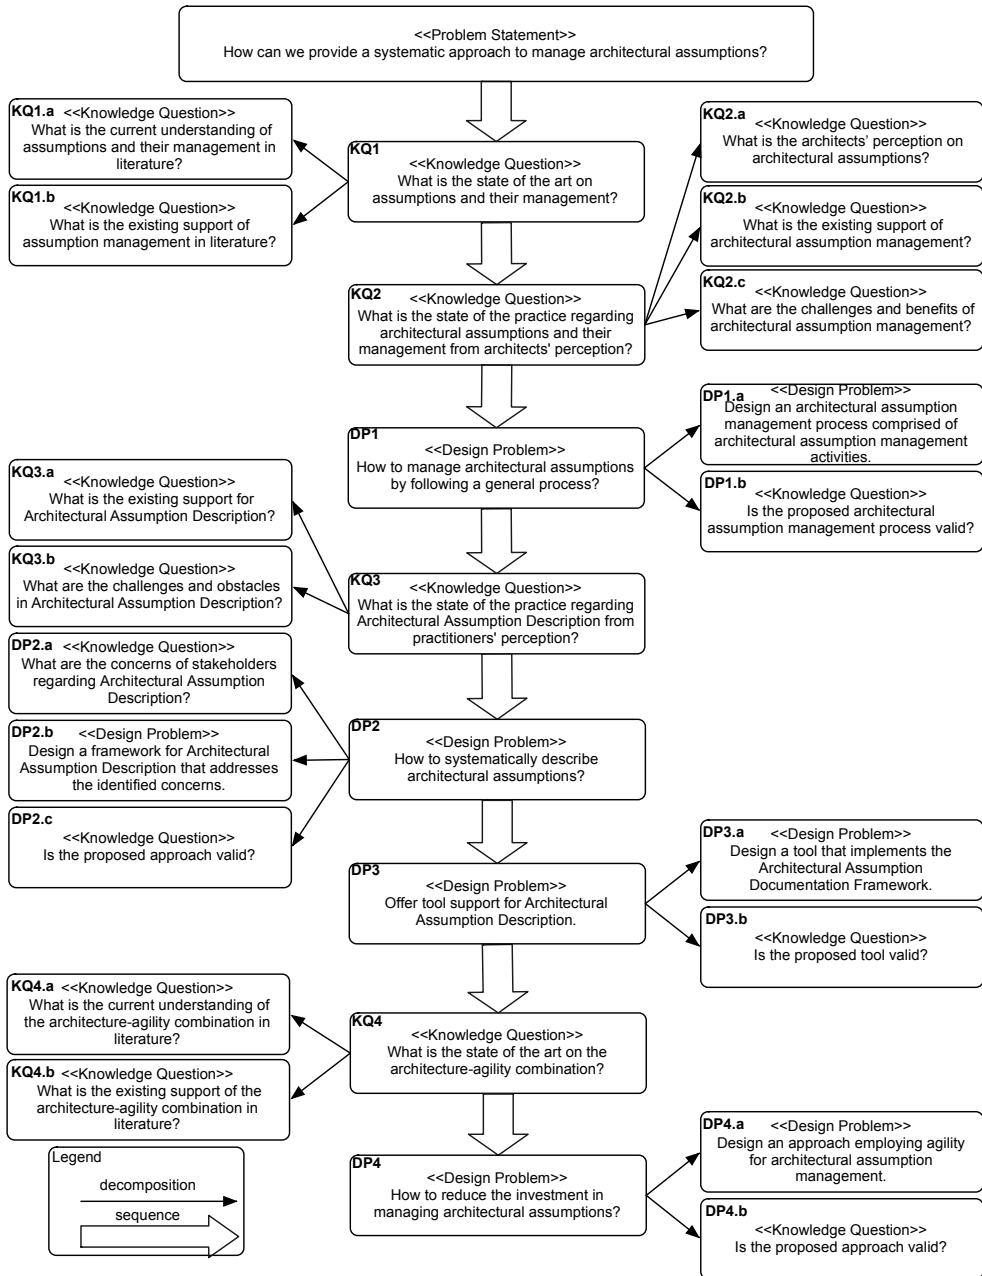 <<Problem Statement>>
How can we provide a systematic approach to manage architectural assumptions?
KQ1.a <<Knowledge Question>>
What is the current understanding of
assumptions and their management in
literature?
KQ1.b <<Knowledge Question>>
What is the existing support of
assumption management in literature?
KQ1
<<Knowledge Question>>
What is the state of the art on
assumptions and their management?
KQ2.a
<<Knowledge Question>>
What is the architects' perception on
architectural assumptions?
KQ2.b
<<Knowledge Question>>
What is the existing support of
architectural assumption management?
KQ2.c
<<Knowledge Question>>
What are the challenges and benefits of
architectural assumption management?
KQ2 <<Knowledge Question>>
What is the state of the practice regarding
architectural assumptions and their
management from architects' perception?
DP1
<<Design Problem>>
How to manage architectural assumptions
by following a general process?
DP1.a <<Design Problem>>
Design an architectural assumption
management process comprised of
architectural assumption management
activities.
DP1.b
<<Knowledge Question>>
Is the proposed architectural
assumption management process valid?
KQ3.a
<<Knowledge Question>>
What is the existing support for
Architectural Assumption Description?
KQ3.b
<<Knowledge Question>>
What are the challenges and obstacles
in Architectural Assumption Description?
KQ3
<<Knowledge Question>>
What is the state of the practice regarding
Architectural Assumption Description from
practitioners' perception?
DP2.a <<Knowledge Question>>
What are the concerns of stakeholders
regarding Architectural Assumption
Description?
DP2.b <<Design Problem>>
Design a framework for Architectural
Assumption Description that addresses
the identified concerns.
DP2.c
<<Knowledge Question>>
Is the proposed approach valid?
DP2
<<Design Problem>>
How to systematically describe
architectural assumptions?
DP3
<<Design Problem>>
Offer tool support for Architectural
Assumption Description.
DP3.a <<Design Problem>>
Design a tool that implements the
Architectural Assumption
Documentation Framework.
DP3.b
<<Knowledge Question>>
Is the proposed tool valid?
KQ4.a <<Knowledge Question>>
What is the current understanding of
the architecture-agility combination in
literature?
KQ4.b <<Knowledge Question>>
What is the existing support of the
architecture-agility combination in
literature?
KQ4
<<Knowledge Question>>
What is the state of the art on the
architecture-agility combination?
DP4
<<Design Problem>>
How to reduce the investment in
managing architectural assumptions?
DP4.a <<Design Problem>>
Design an approach employing agility
for architectural assumption
management.
DP4.b
<<Knowledge Question>>
Is the proposed approach valid?
Legend
decomposition
sequence